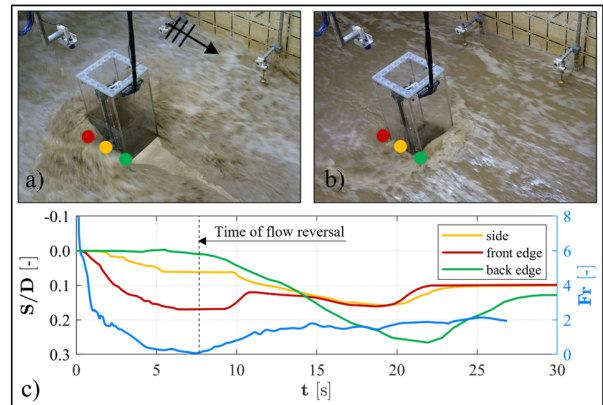 a)
b)
Time of flow reversal
side
front edge
back edge
S/D [-]
-0.1
0.0
0.1
0.2
0.3
8
6
4
2
0
Fr [-]
0
5
10
15
20
25
30
c)
t [s]